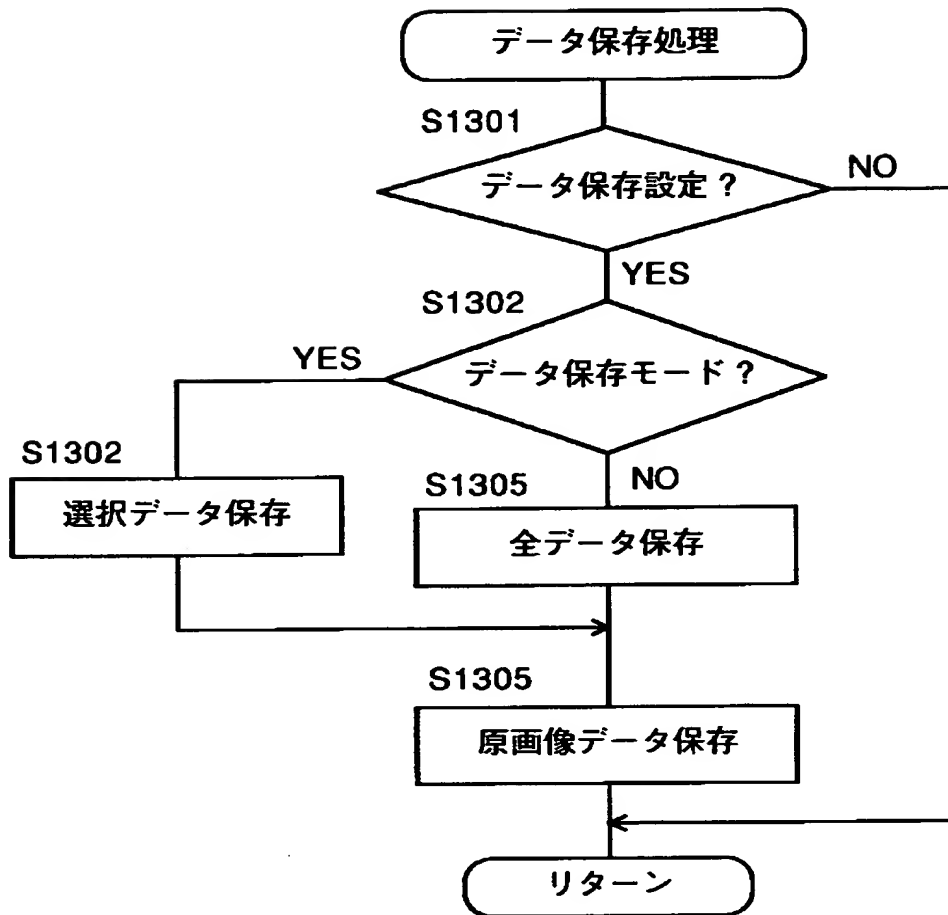 データ保存処理
S1301
データ保存設定?
NO
YES
S1302
データ保存モード?
YES
S1302
選択データ保存
NO
S1305
全データ保存
S1305
原画像データ保存
リターン